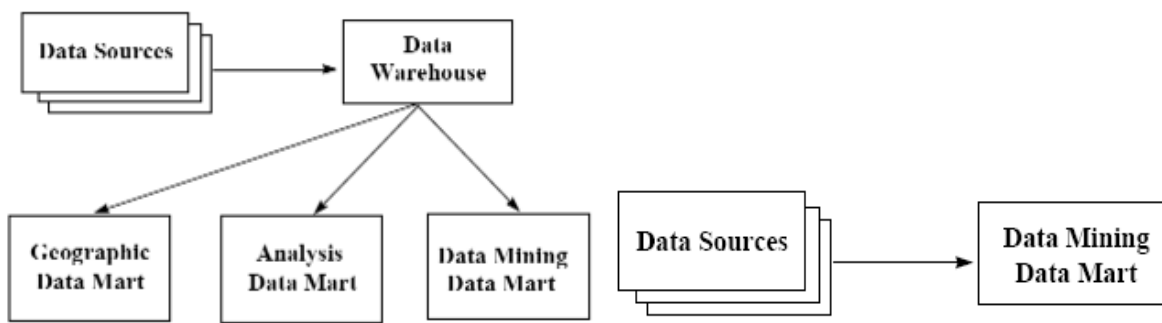 Data Sources
Data
Warehouse
Geographic
Data Mart
Analysis
Data Mart
Data Mining
Data Mart
Data Sources
Data Mining
Data Mart